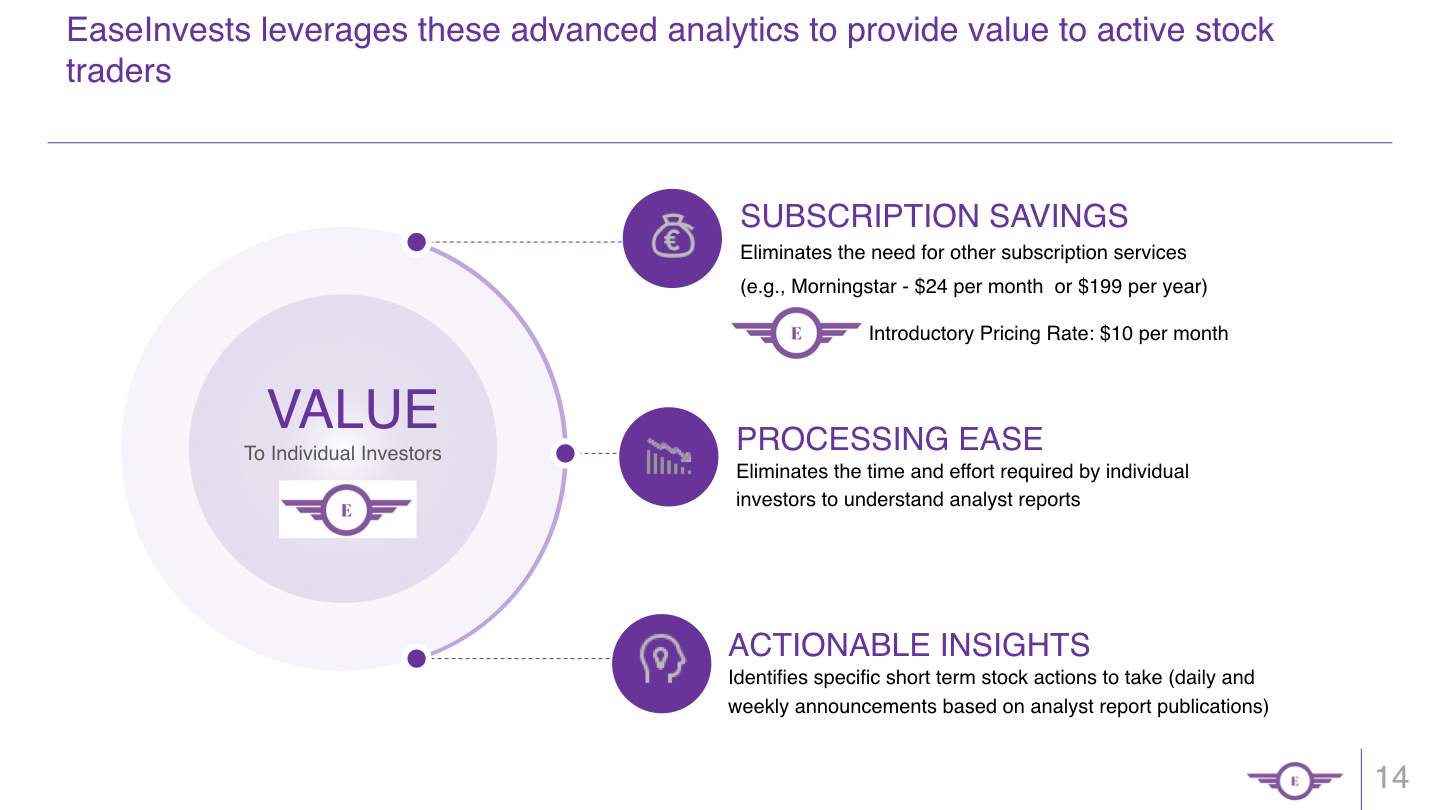 EaseInvests leverages these advanced analytics to provide value to active stock
traders
SUBSCRIPTION SAVINGS
Eliminates the need for other subscription services
(e.g., Morningstar - $24 per month  or $199 per year)
E
Introductory Pricing Rate: $10 per month
VALUE
To Individual Investors
E
PROCESSING EASE
Eliminates the time and effort required by individual
investors to understand analyst reports
ACTIONABLE INSIGHTS
Identifies specific short term stock actions to take (daily and
weekly announcements based on analyst report publications)
E
14